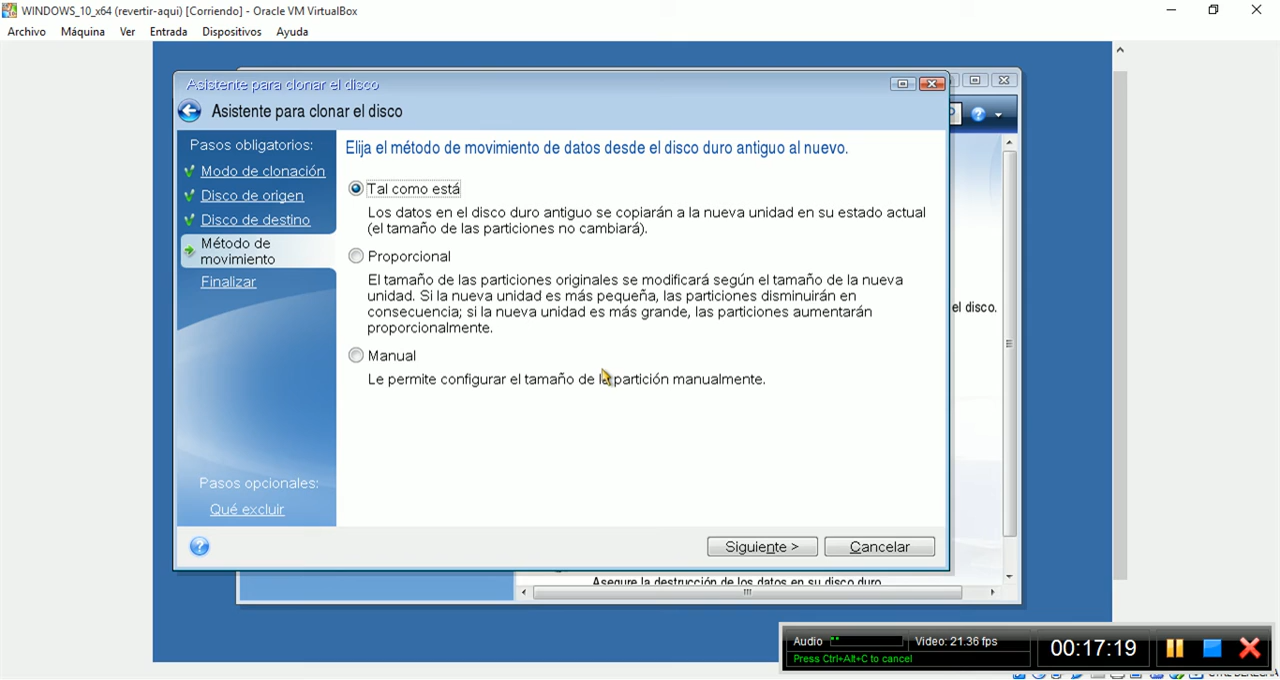 WINDOWS_10_x64 (revertir-aqui) [Corriendo] - Oracle VM VirtualBox
Archivo Máquina Ver Entrada Dispositivos Ayuda
Asistente para clonar el disco
Asistente para clonar el disco
Pasos obligatorios:
Modo de clonación
Disco de origen
Disco de destino
Método de
movimiento
Finalizar
Pasos opcionales:
Qué excluir
Elija el método de movimiento de datos desde el disco duro antiguo al nuevo.
Tal como está
Los datos en el disco duro antiguo se copiarán a la nueva unidad en su estado actual
(el tamaño de las particiones no cambiará).
Proporcional
El tamaño de las particiones originales se modificará según el tamaño de la nueva
unidad. Si la nueva unidad es más pequeña, las particiones disminuirán en
consecuencia; si la nueva unidad es más grande, las particiones aumentarán
proporcionalmente.
Manual
Le permite configurar el tamaño de la partición manualmente.
el disco.
Siguiente > Cancelar
Asegure la destrucción de los datos en su disco duro
Audio Video: 21.36 fps
Press Ctrl+Alt+C to cancel
00:17:19